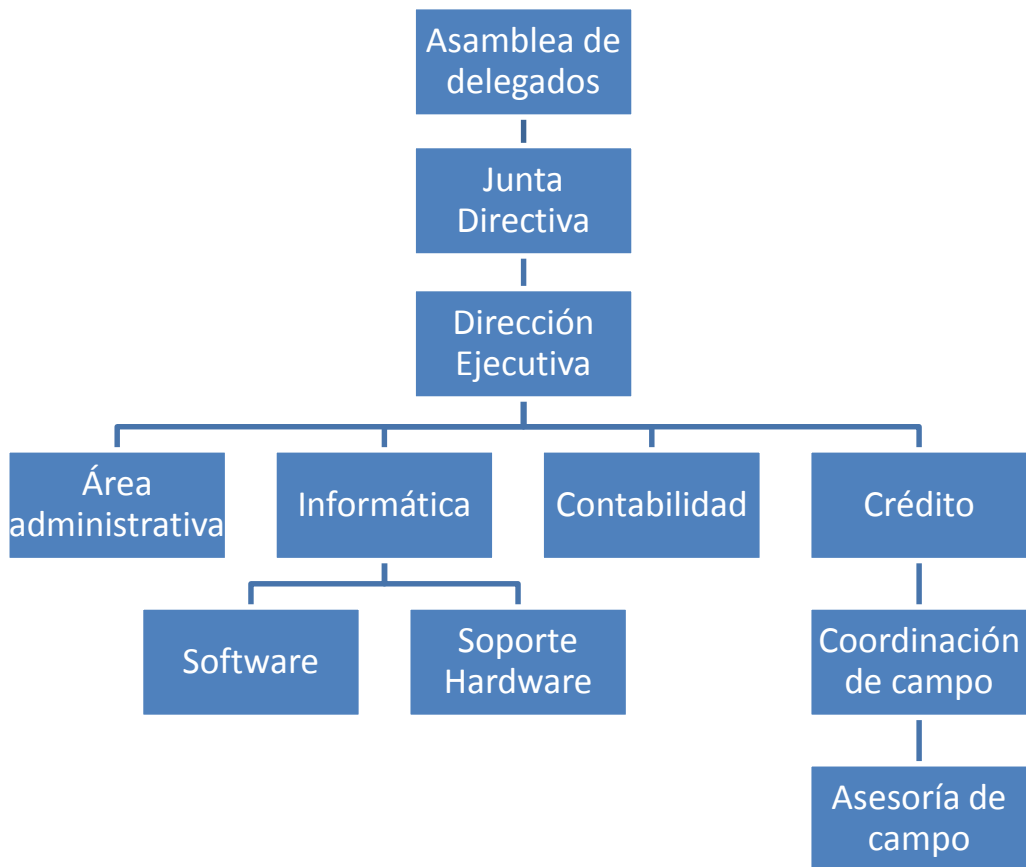 Asamblea de
delegados
Junta
Directiva
Dirección
Ejecutiva
Área
administrativa
Informática
Contabilidad
Crédito
Software
Soporte
Hardware
Coordinación
de campo
Asesoría de
campo